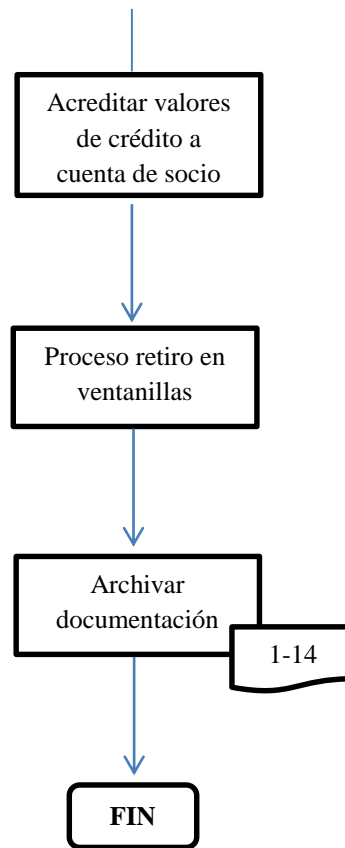 Acreditar valores
de crédito a
cuenta de socio
Proceso retiro en
ventanillas
Archivar
documentación
1-14
FIN